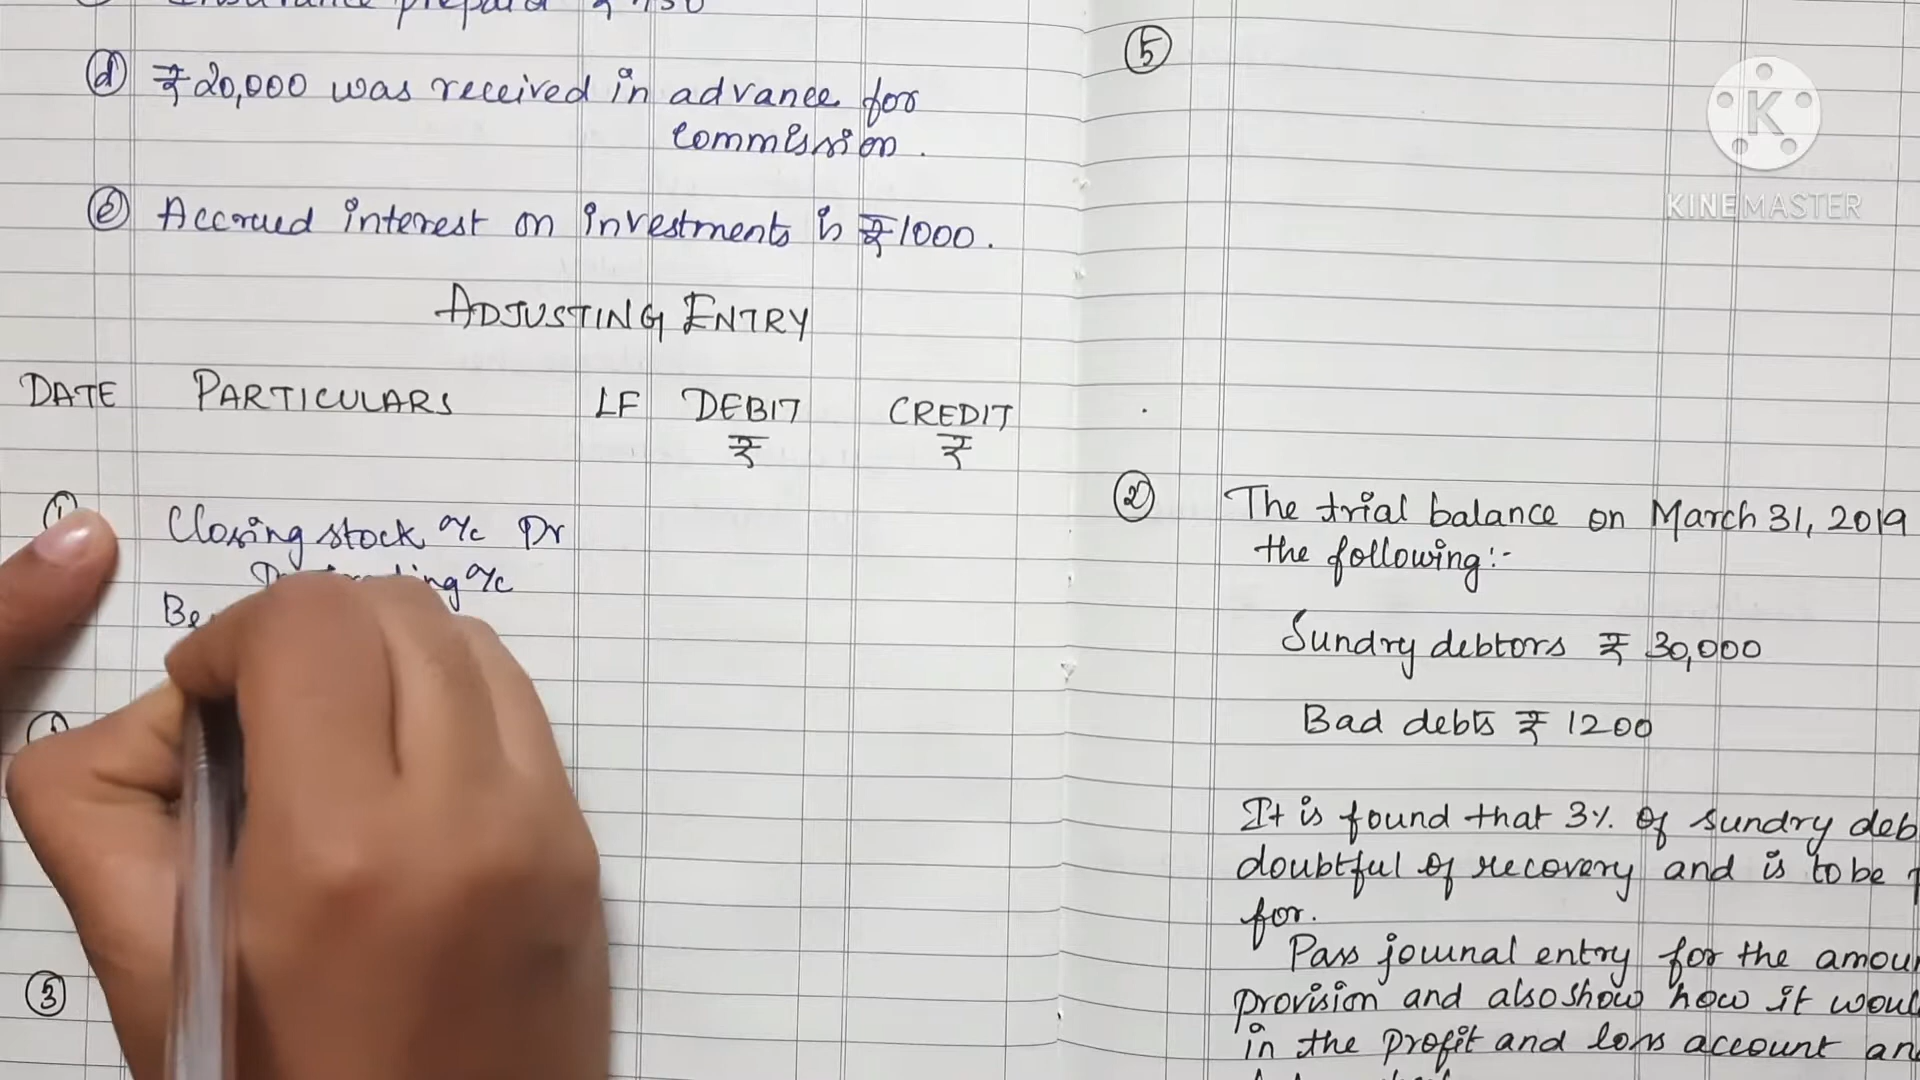 Insurance prepaid ₹ 750
(d) ₹20,000 was received in advance for
commission.
(e) Accrued interest on investments is ₹1000.
ADJUSTING ENTRY
DATE PARTICULARS LF DEBIT ₹ CREDIT ₹
(1) Closing stock a/c Dr
a/c
(3)
(5)
(2) The trial balance on March 31, 2019
the following:-
Sundry debtors ₹ 30,000
Bad debts ₹ 1200
It is found that 3% of sundry deb
doubtful of recovery and is to be
for.
Pass journal entry for the amou
provision and also show how it woul
in the profit and loss account an
K
KINEMASTER